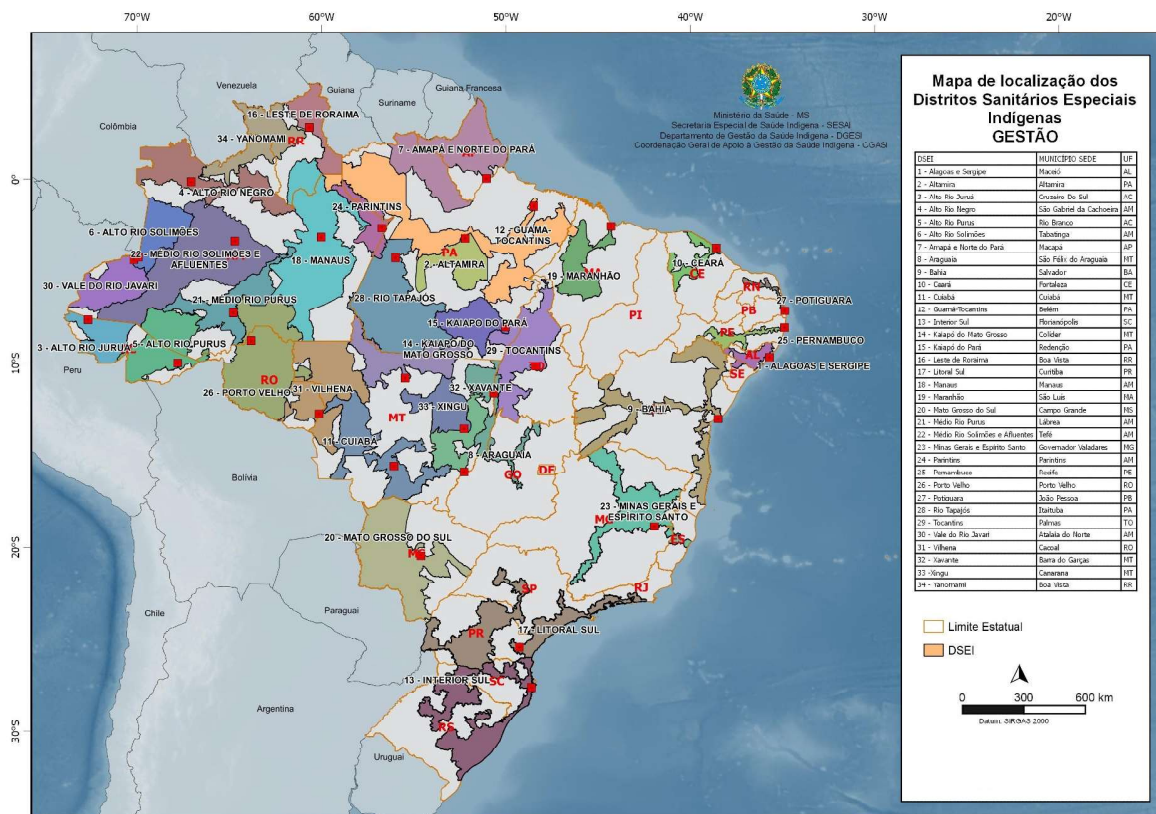 70°W 60°W 50°W 40°W 30°W 20°W
0°
10°S
20°S
30°S
Venezuela
Guiana
Suriname
Guiana Francesa
Colômbia
Peru
Bolívia
Chile
Paraguai
Argentina
Uruguai
16 - LESTE DE RORAIMA
34 - YANOMAMI
RR
7 - AMAPÁ E NORTE DO PARÁ
4 - ALTO RIO NEGRO
24 - PARINTINS
6 - ALTO SOLIMÕES
22 - MÉDIO RIO SOLIMÕES E
AFLUENTES
18 - MANAUS
12 - GUAMA-
TOCANTINS
PA
2 - ALTAMIRA
19 - MARANHÃO
MA
10 - CEARÁ
CE
RN
27 - POTIGUARA
PB
PI
PE
25 - PERNAMBUCO
AL
1 - ALAGOAS E SERGIPE
SE
30 - VALE DO RIO JAVARI
21 - MÉDIO RIO PURUS
28 - RIO TAPAJÓS
15 - KAIAPO DO PARÁ
14 - KAIAPO DO
MATO GROSSO
29 - TOCANTINS
3 - ALTO RIO JURUÁ
5 - ALTO RIO PURUS
RO
26 - PORTO VELHO
31 - VILHENA
32 - XAVANTE
33 - XINGU
MT
9 - BAHIA
11 - CUIABÁ
8 - ARAGUAIA
GO
DF
23 - MINAS GERAIS E
ESPÍRITO SANTO
MG
ES
20 - MATO GROSSO DO SUL
MS
SP
RJ
PR
17 - LITORAL SUL
13 - INTERIOR SUL
SC
RS
Ministério da Saúde - MS
Secretaria Especial de Saúde Indígena - SESAI
Departamento de Gestão da Saúde Indígena - DGESI
Coordenação Geral de Apoio à Gestão da Saúde Indígena - CGASI
Mapa de localização dos
Distritos Sanitários Especiais
Indígenas
GESTÃO
DSEI MUNICÍPIO SEDE UF
1 - Alagoas e Sergipe Maceió AL
2 - Altamira Altamira PA
3 - Alto Rio Juruá Cruzeiro Do Sul AC
4 - Alto Rio Negro São Gabriel da Cachoeira AM
5 - Alto Rio Purus Rio Branco AC
6 - Alto Rio Solimões Tabatinga AM
7 - Amapá e Norte do Pará Macapá AP
8 - Araguaia São Félix do Araguaia MT
9 - Bahia Salvador BA
10 - Ceará Fortaleza CE
11 - Cuiabá Cuiabá MT
12 - Guamá-Tocantins Belém PA
13 - Interior Sul Florianópolis SC
14 - Kaiapó do Mato Grosso Colíder MT
15 - Kaiapó do Pará Redenção PA
16 - Leste de Roraima Boa Vista RR
17 - Litoral Sul Curitiba PR
18 - Manaus Manaus AM
19 - Maranhão São Luis MA
20 - Mato Grosso do Sul Campo Grande MS
21 - Médio Rio Purus Lábrea AM
22 - Médio Rio Solimões e Afluentes Tefé AM
23 - Minas Gerais e Espírito Santo Governador Valadares MG
24 - Parintins Parintins AM
25 - Pernambuco Recife PE
26 - Porto Velho Porto Velho RO
27 - Potiguara João Pessoa PB
28 - Rio Tapajós Itaituba PA
29 - Tocantins Palmas TO
30 - Vale do Rio Javari Atalaia do Norte AM
31 - Vilhena Cacoal RO
32 - Xavante Barra do Garças MT
33 -Xingu Canarana MT
34 - Yanomami Boa Vista RR
Limite Estatual
DSEI
0 300 600 km
Datum: SIRGAS 2000